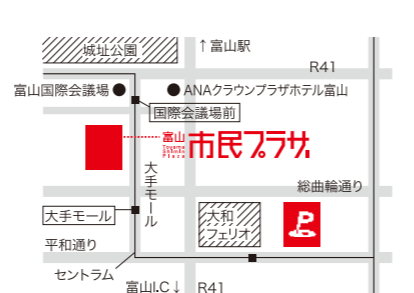 城址公園
↑富山駅
R41
富山国際会議場
ANAクラウンプラザホテル富山
国際会議場前
富山
Toyama
Shimin
Plaza
市民プラザ
大手モール
総曲輪通り
大手モール
大和
フェリオ
P
平和通り
セントラム
富山I.C↓
R41